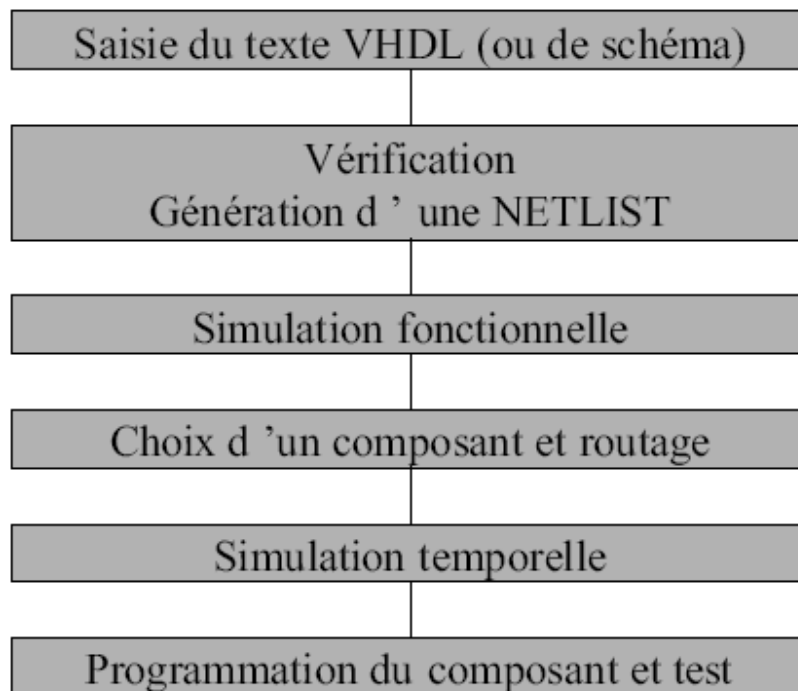 Saisie du texte VHDL (ou de schéma)
Vérification
Génération d ’ une NETLIST
Simulation fonctionnelle
Choix d ’un composant et routage
Simulation temporelle
Programmation du composant et test